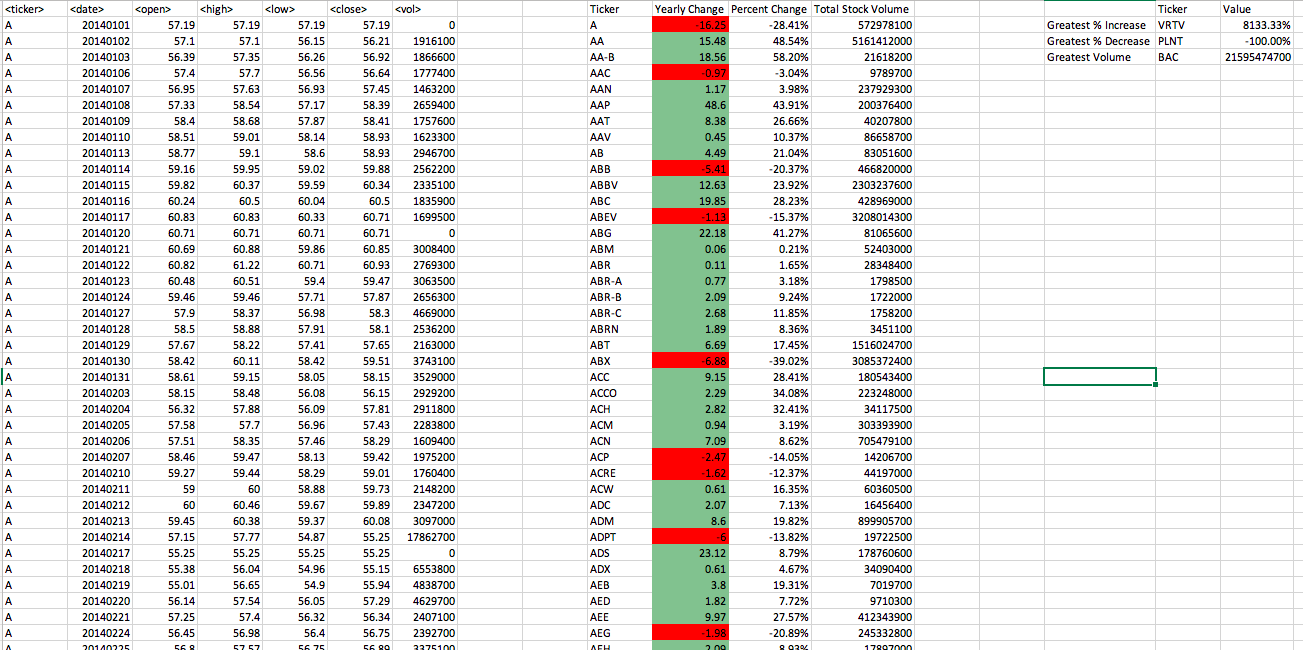 <ticker> <date> <open> <high> <low> <close> <vol> Ticker Yearly Change Percent Change Total Stock Volume Ticker Value
A 20140101 57.19 57.19 57.19 57.19 0 A -16.25 -28.41% 572978100 Greatest % Increase VRTV 8133.33%
A 20140102 57.1 57.1 56.15 56.21 1916100 AA 15.48 48.54% 5161412000 Greatest % Decrease PLNT -100.00%
A 20140103 56.39 57.35 56.26 56.92 1866600 AA-B 18.56 58.20% 21618200 Greatest Volume BAC 21595474700
A 20140106 57.4 57.7 56.56 56.64 1777400 AAC -0.97 -3.04% 9789700
A 20140107 56.95 57.63 56.93 57.45 1463200 AAN 1.17 3.98% 237929300
A 20140108 57.33 58.54 57.17 58.39 2659400 AAP 48.6 43.91% 200376400
A 20140109 58.4 58.68 57.87 58.41 1757600 AAT 8.38 26.66% 40207800
A 20140110 58.51 59.01 58.14 58.93 1623300 AAV 0.45 10.37% 86658700
A 20140113 58.77 59.1 58.6 58.93 2946700 AB 4.49 21.04% 83051600
A 20140114 59.16 59.95 59.02 59.88 2562200 ABB -5.41 -20.37% 466820000
A 20140115 59.82 60.37 59.59 60.34 2335100 ABBV 12.63 23.92% 2303237600
A 20140116 60.24 60.5 60.04 60.5 1835900 ABC 19.85 28.23% 428969000
A 20140117 60.83 60.83 60.33 60.71 1699500 ABEV -1.13 -15.37% 3208014300
A 20140120 60.71 60.71 60.71 60.71 0 ABG 22.18 41.27% 81065600
A 20140121 60.69 60.88 59.86 60.85 3008400 ABM 0.06 0.21% 52403000
A 20140122 60.82 61.22 60.71 60.93 2769300 ABR 0.11 1.65% 28348400
A 20140123 60.48 60.51 59.4 59.47 3063500 ABR-A 0.77 3.18% 1798500
A 20140124 59.46 59.46 57.71 57.87 2656300 ABR-B 2.09 9.24% 1722000
A 20140127 57.9 58.37 56.98 58.3 4669000 ABR-C 2.68 11.85% 1758200
A 20140128 58.5 58.88 57.91 58.1 2536200 ABRN 1.89 8.36% 3451100
A 20140129 57.67 58.22 57.41 57.65 2163000 ABT 6.69 17.45% 1516024700
A 20140130 58.42 60.11 58.42 59.51 3743100 ABX -6.88 -39.02% 3085372400
A 20140131 58.61 59.15 58.05 58.15 3529000 ACC 9.15 28.41% 180543400
A 20140203 58.15 58.48 56.08 56.15 2929200 ACCO 2.29 34.08% 223248000
A 20140204 56.32 57.88 56.09 57.81 2911800 ACH 2.82 32.41% 34117500
A 20140205 57.58 57.7 56.96 57.43 2283800 ACM 0.94 3.19% 303393900
A 20140206 57.51 58.35 57.46 58.29 1609400 ACN 7.09 8.62% 705479100
A 20140207 58.46 59.47 58.13 59.42 1975200 ACP -2.47 -14.05% 14206700
A 20140210 59.27 59.44 58.29 59.01 1760400 ACRE -1.62 -12.37% 44197000
A 20140211 59 60 58.88 59.73 2148200 ACW 0.61 16.35% 60360500
A 20140212 60 60.46 59.67 59.89 2347200 ADC 2.07 7.13% 16456400
A 20140213 59.45 60.38 59.37 60.08 3097000 ADM 8.6 19.82% 899905700
A 20140214 57.15 57.77 54.87 55.25 17862700 ADPT -6 -13.82% 19722500
A 20140217 55.25 55.25 55.25 55.25 0 ADS 23.12 8.79% 178760600
A 20140218 55.38 56.04 54.96 55.15 6553800 ADX 0.61 4.67% 34090400
A 20140219 55.01 56.65 54.9 55.94 4838700 AEB 3.8 19.31% 7019700
A 20140220 56.14 57.54 56.05 57.29 4629700 AED 1.82 7.72% 9710300
A 20140221 57.25 57.4 56.32 56.34 2407100 AEE 9.97 27.57% 412343900
A 20140224 56.45 56.98 56.4 56.75 2392700 AEG -1.98 -20.89% 245332800
A 20140225 56.8 57.57 56.75 56.89 3375100 AEH 2.09 8.93% 17897000